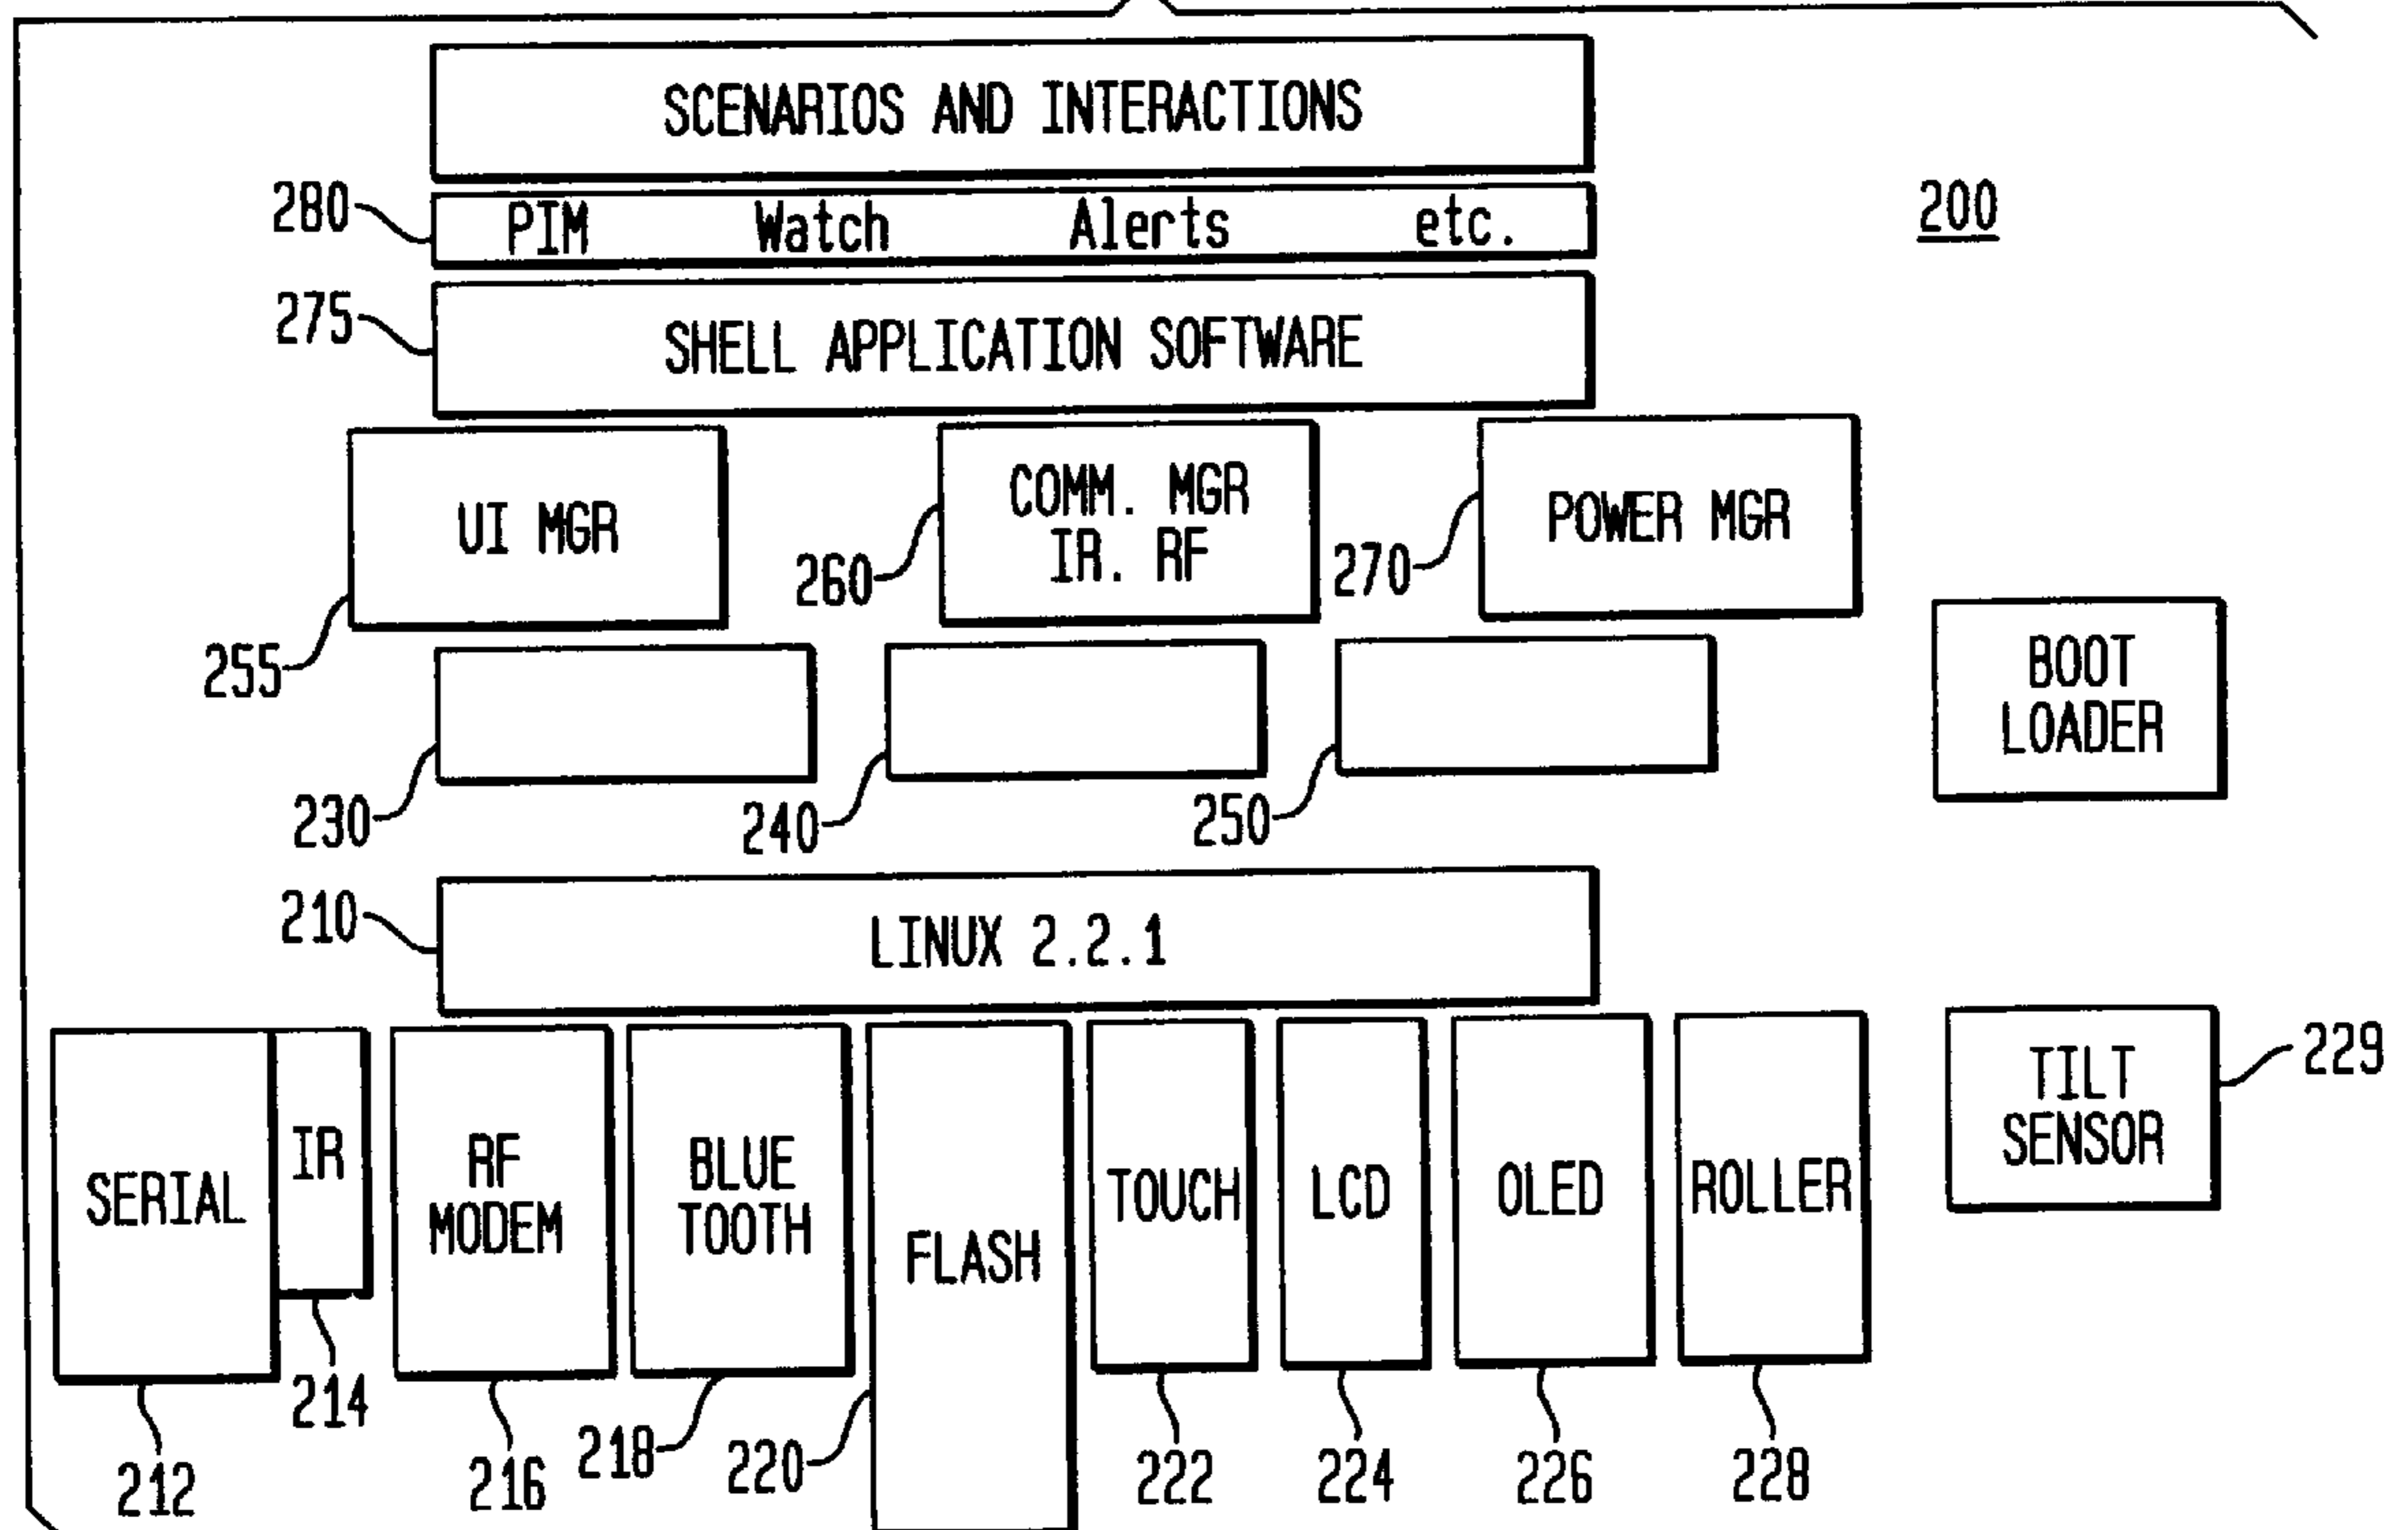 SCENARIOS AND INTERACTIONS
280
PIM Watch Alerts etc.
200
275
SHELL APPLICATION SOFTWARE
UI MGR
255
COMM. MGR
IR. RF
260
POWER MGR
270
BOOT
LOADER
230
240
250
210
LINUX 2.2.1
SERIAL
212
IR
214
RF
MODEM
216
BLUE
TOOTH
218
FLASH
220
TOUCH
222
LCD
224
OLED
226
ROLLER
228
TILT
SENSOR
229